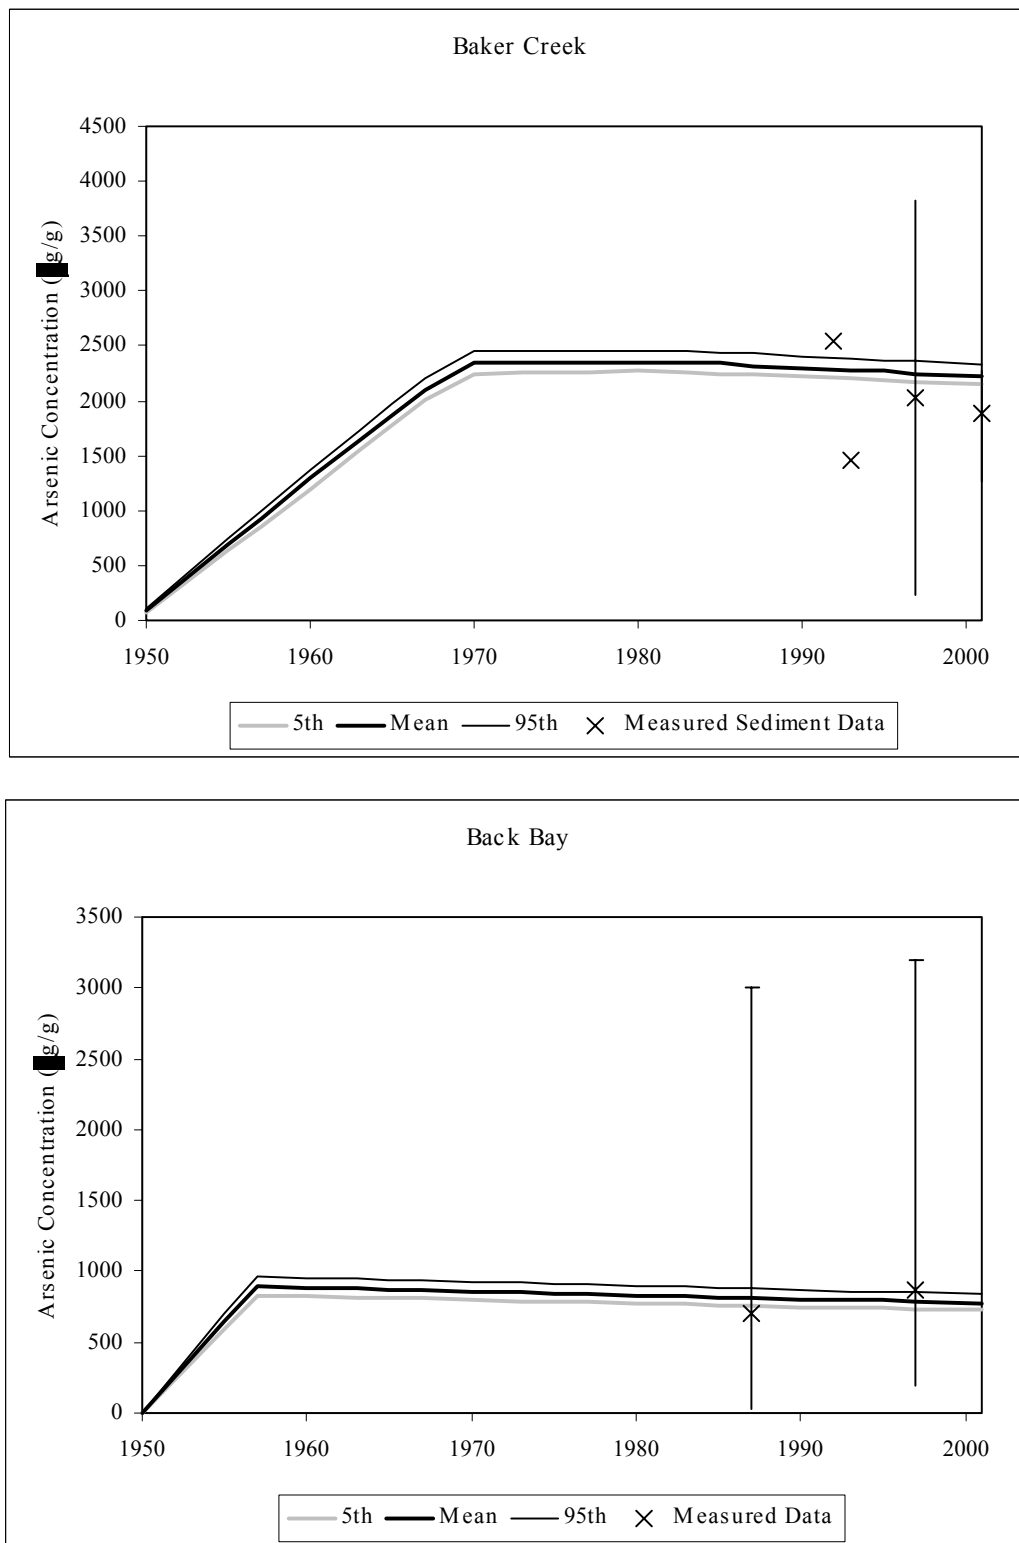 Baker Creek
4500
4000
3500
3000
2500
2000
1500
1000
500
0
Arsenic Concentration (g/g)
1950 1960 1970 1980 1990 2000
5th Mean 95th Measured Sediment Data
Back Bay
3500
3000
2500
2000
1500
1000
500
0
Arsenic Concentration (g/g)
1950 1960 1970 1980 1990 2000
5th Mean 95th Measured Data